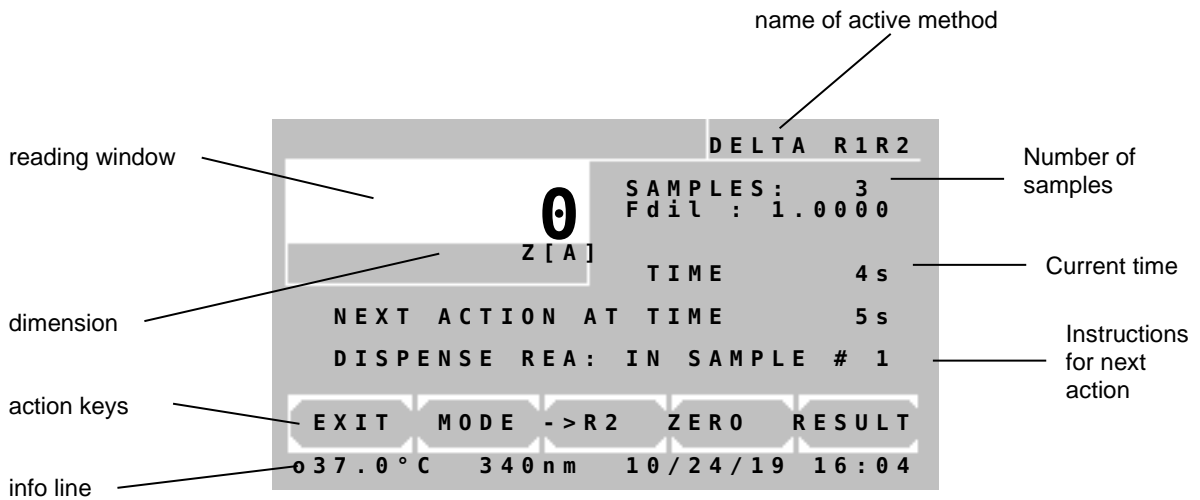 name of active method
DELTA R1R2
reading window
Number of
samples
SAMPLES: 3
0
Fdil : 1.0000
Z[A]
Current time
TIME 4s
dimension
NEXT ACTION AT TIME 5s
Instructions
for next
action
DISPENSE REA: IN SAMPLE # 1
action keys
EXIT MODE ->R2 ZERO RESULT
info line
o37.0°C 340nm 10/24/19 16:04